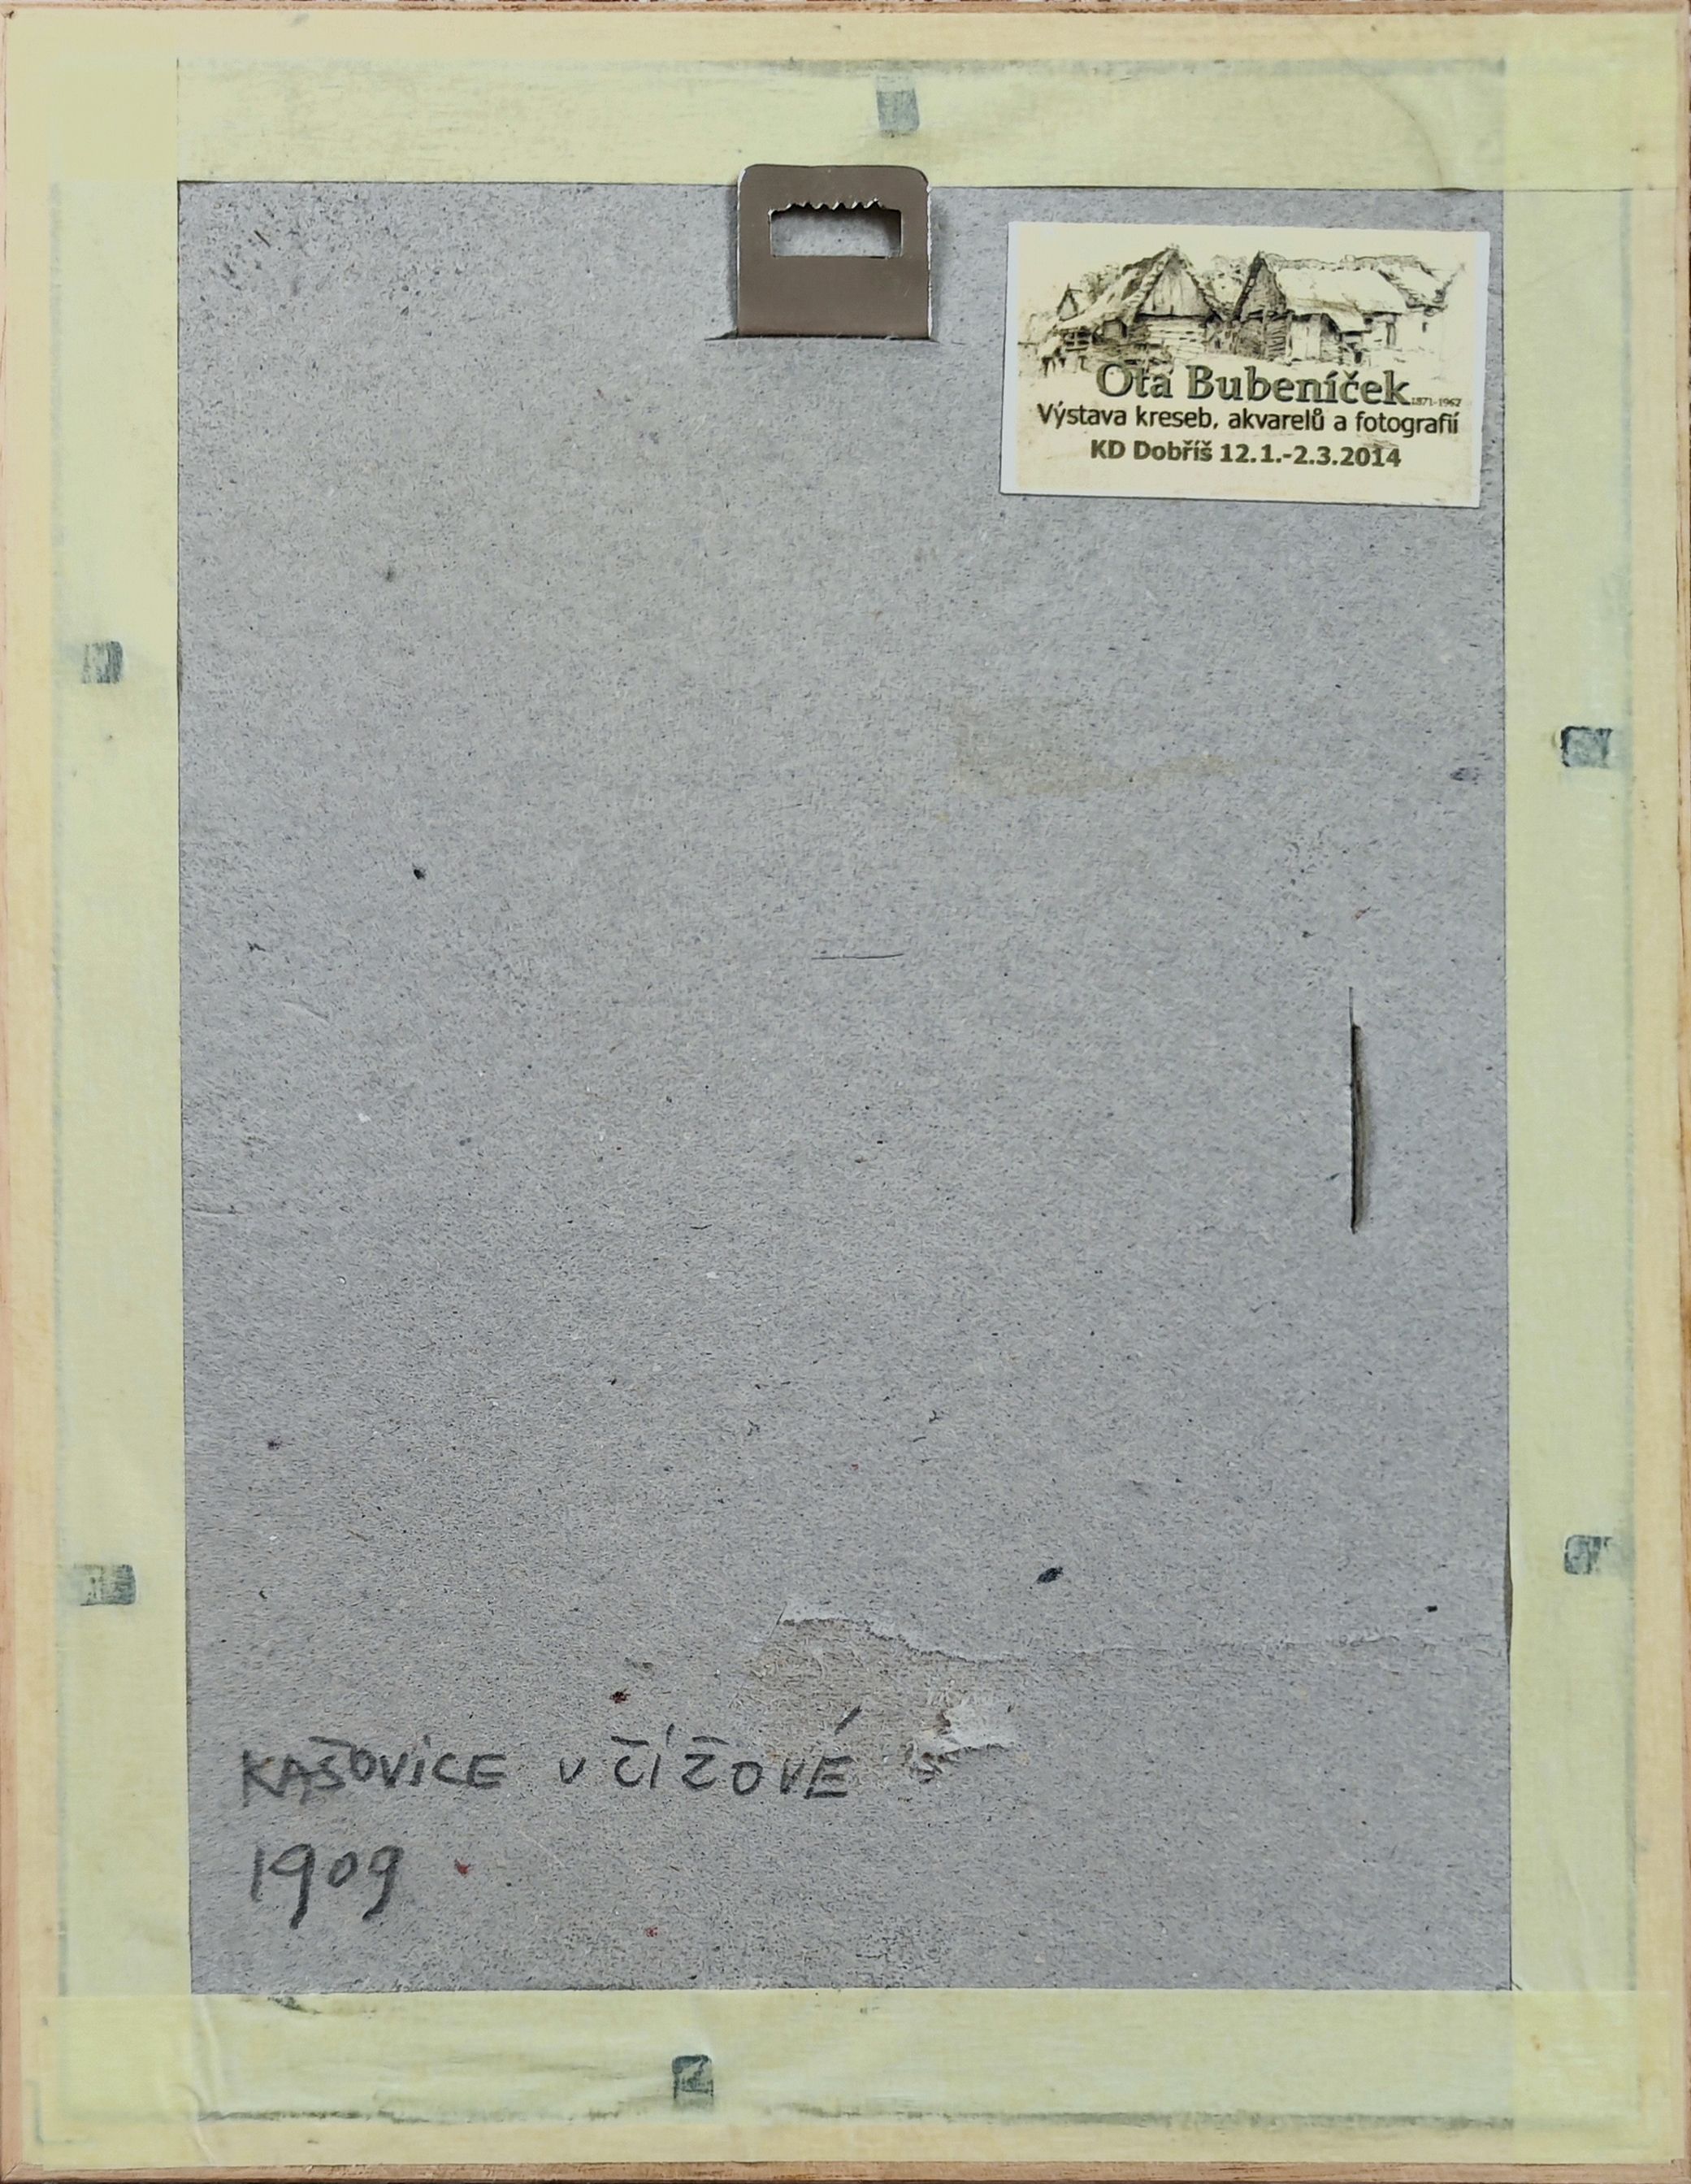 Ota Bubeníček 1871-1962
Výstava kreseb, akvarelů a fotografií
KD Dobříš 12.1.-2.3.2014
KAŠOVICE U ČÍŽOVÉ
1909